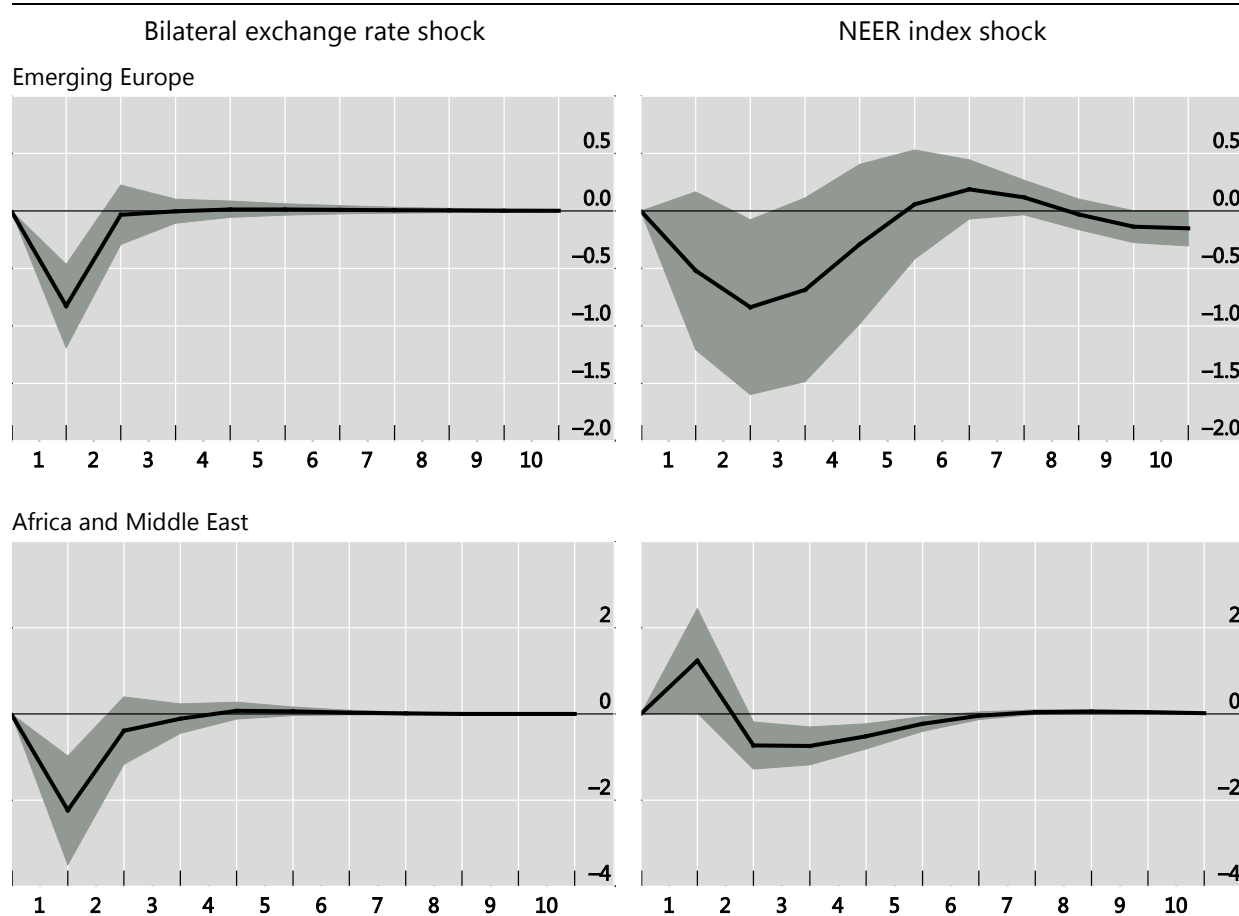 Bilateral exchange rate shock NEER index shock
Emerging Europe
0.5 0.5
0.0 0.0
–0.5 –0.5
–1.0 –1.0
–1.5 –1.5
–2.0 –2.0
1 2 3 4 5 6 7 8 9 10 1 2 3 4 5 6 7 8 9 10
Africa and Middle East
2 2
0 0
–2 –2
–4 –4
1 2 3 4 5 6 7 8 9 10 1 2 3 4 5 6 7 8 9 10